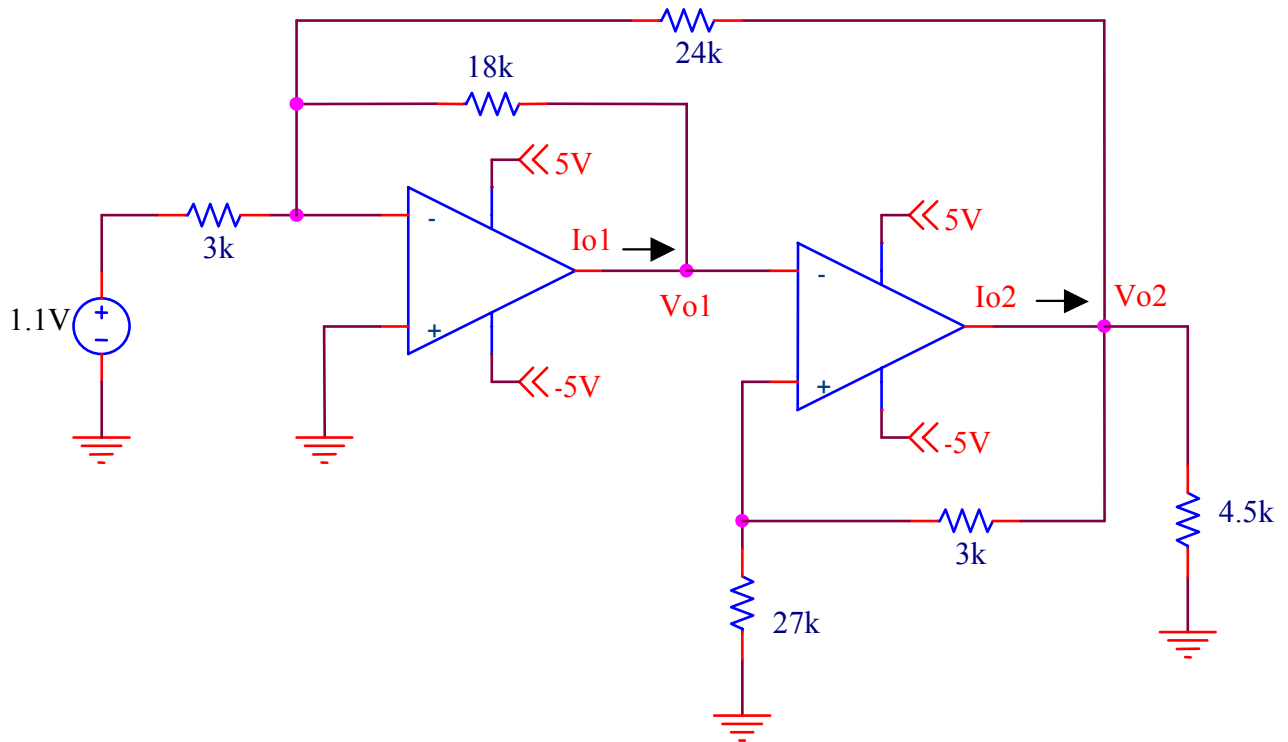 24k
18k
5V
-
3k
Io1
5V
Vo1
-
Io2
Vo2
1.1V
+
-
+
-5V
+
-5V
3k
4.5k
27k